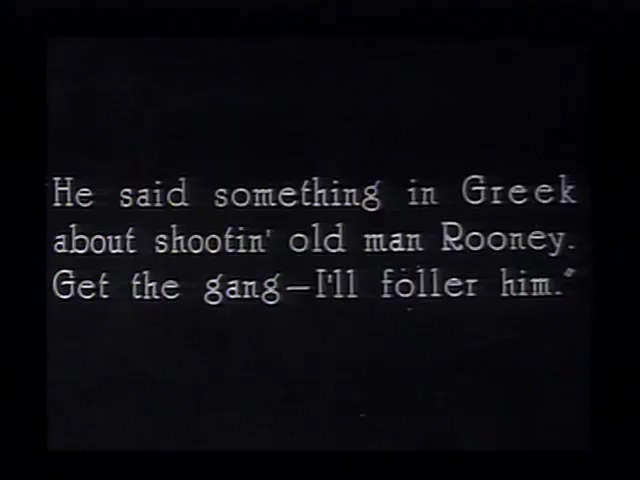 He said something in Greek
about shootin' old man Rooney.
Get the gang—I'll foller him."